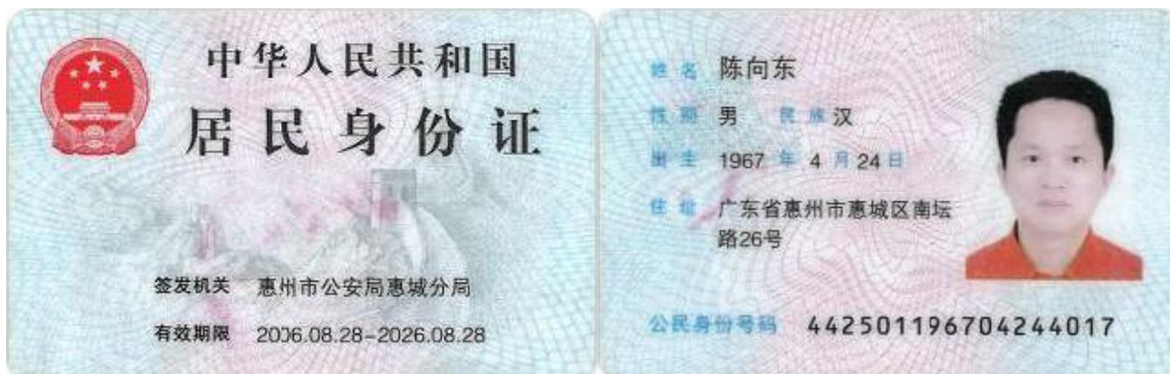 中华人民共和国
居民身份证
签发机关 惠州市公安局惠城分局
有效期限 2006.08.28-2026.08.28
姓名 陈向东
性别 男 民族 汉
出生 1967 年 4 月 24 日
住址 广东省惠州市惠城区南坛
路26号
公民身份号码 442501196704244017